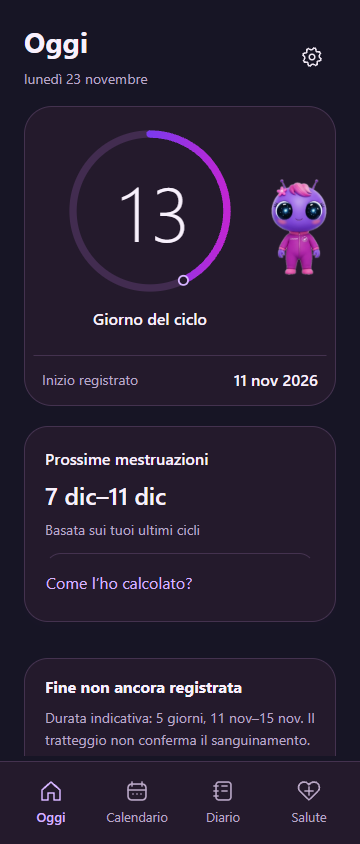 Oggi
lunedì 23 novembre
13
Giorno del ciclo
Inizio registrato
11 nov 2026
Prossime mestruazioni
7 dic–11 dic
Basata sui tuoi ultimi cicli
Come l’ho calcolato?
Fine non ancora registrata
Durata indicativa: 5 giorni, 11 nov–15 nov. Il
tratteggio non conferma il sanguinamento.
Oggi
Calendario
Diario
Salute